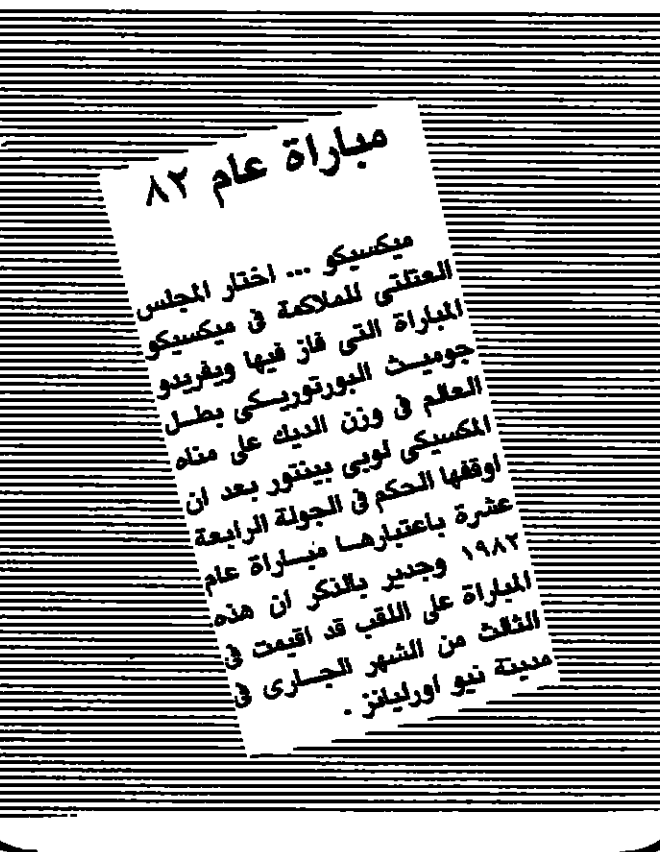 مباراة عام ٨٢
ميكسيكو ... اختار المجلس
العتلتى للملاكمة فى ميكسيكو
المباراة التى فاز فيها ويفريدو
جوميث البورتوريكى بطل
العالم فى وزن الديك على متاه
المكسيكى لوبى بينتور بعد ان
اوقفها الحكم فى الجولة الرابعة
عشرة باعتبارها مباراة عام
١٩٨٢ وجدير بالذكر ان هذه
المباراة على اللقب قد اقيمت فى
الثالث من الشهر الجارى فى
مدينة نيو اورليانز .